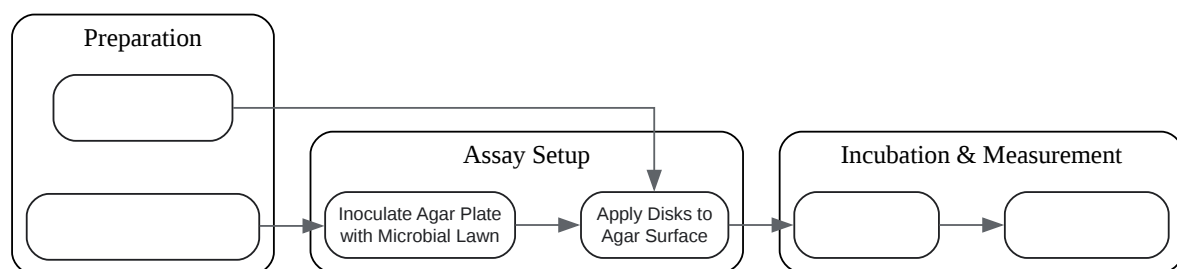 Preparation
Assay Setup
Inoculate Agar Plate
with Microbial Lawn
Apply Disks to
Agar Surface
Incubation & Measurement